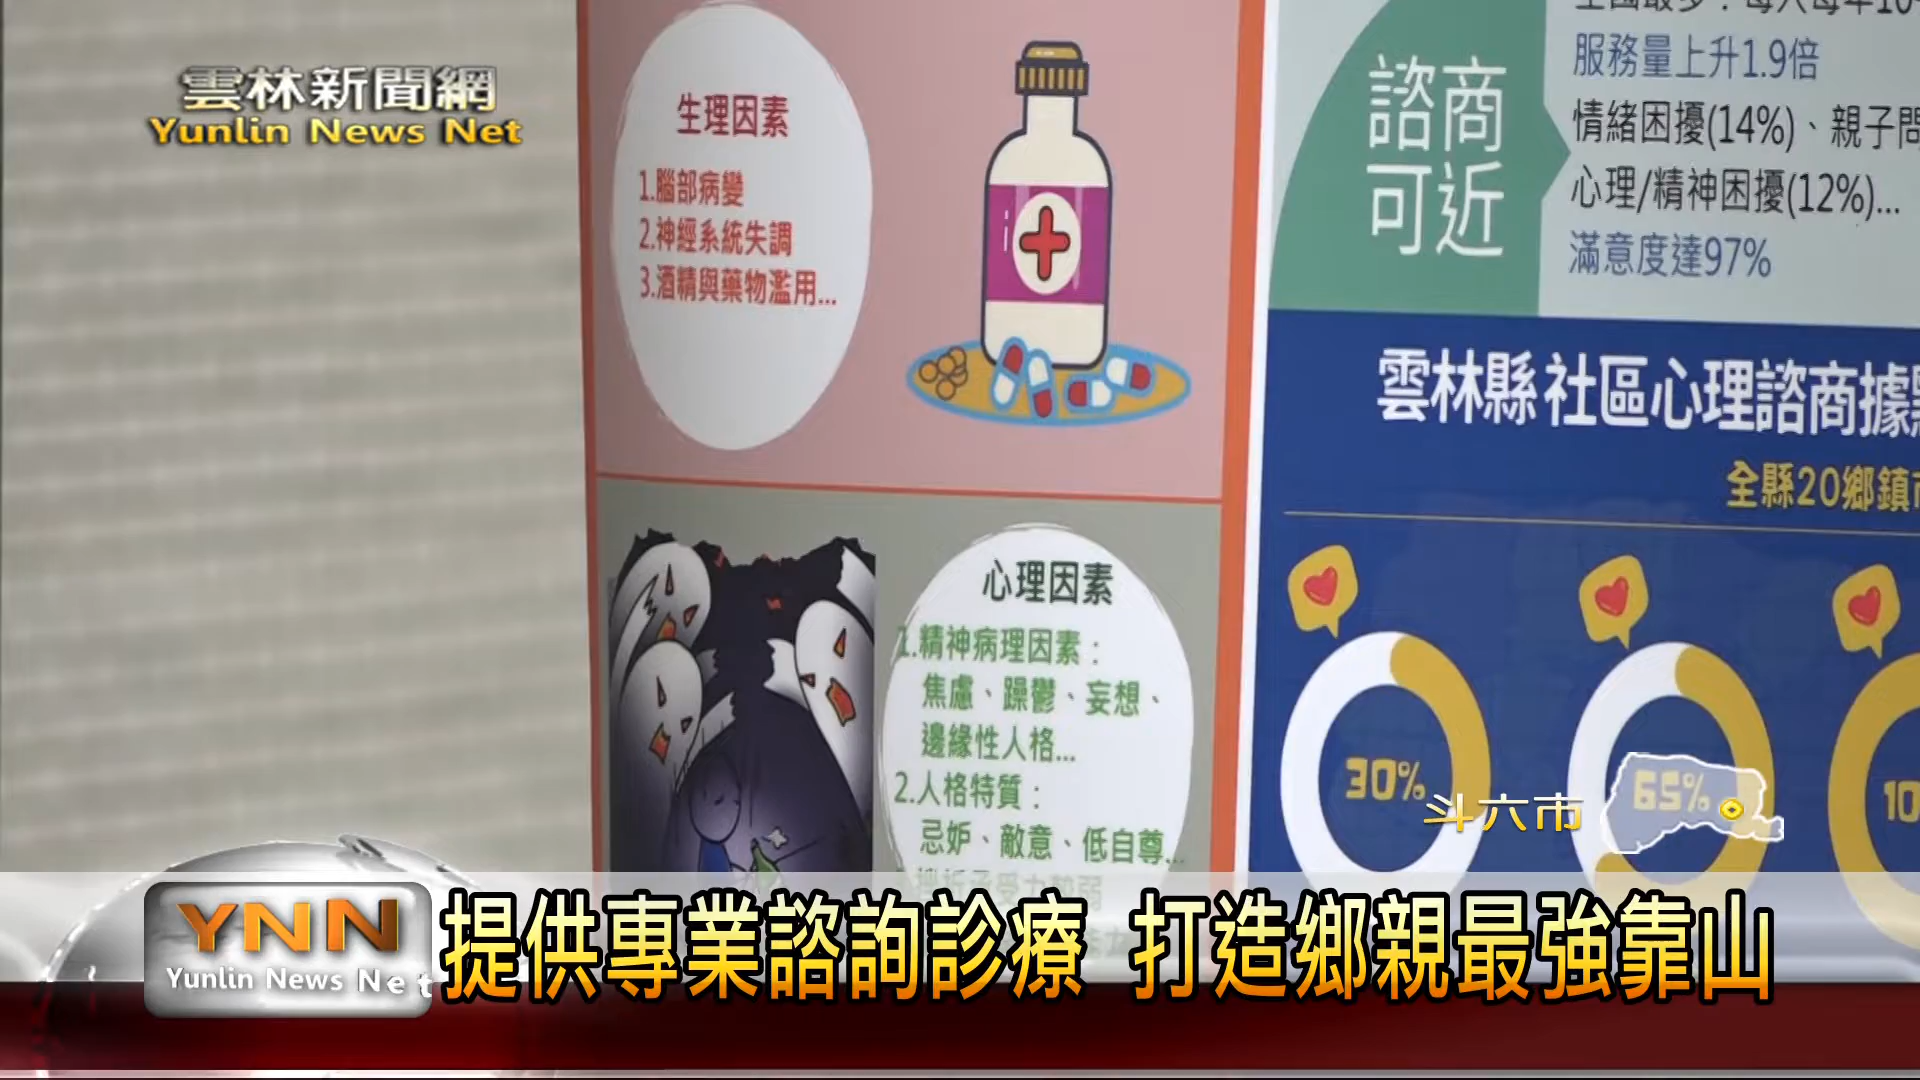 雲林新聞網
Yunlin News Net
生理因素
1.腦部病變
2.神經系統失調
3.酒精與藥物濫用...
諮商
可近
服務量上升1.9倍
情緒困擾(14%)、親子問
心理/精神困擾(12%)...
滿意度達97%
雲林縣社區心理諮商據點
全縣20鄉鎮市
30%
65%
10
心理因素
1.精神病理因素：
焦慮、躁鬱、妄想、
邊緣性人格...
2.人格特質：
忌妒、敵意、低自尊...
斗六市
YNN
Yunlin News Net
提供專業諮詢診療 打造鄉親最強靠山